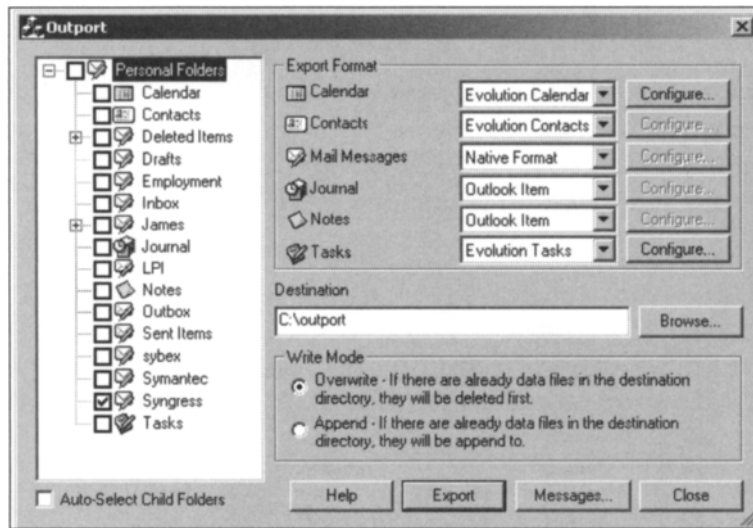 Outport
Personal Folders
Calendar
Contacts
Deleted Items
Drafts
Employment
Inbox
James
Journal
LPI
Notes
Outbox
Sent Items
sybex
Symantec
Syngress
Tasks
Auto-Select Child Folders
Export Format
Calendar Evolution Calendar Configure...
Contacts Evolution Contacts Configure...
Mail Messages Native Format Configure...
Journal Outlook Item Configure...
Notes Outlook Item Configure...
Tasks Evolution Tasks Configure...
Destination
C:\outport Browse...
Write Mode
Overwrite - If there are already data files in the destination
directory, they will be deleted first.
Append - If there are already data files in the destination
directory, they will be append to.
Help Export Messages... Close